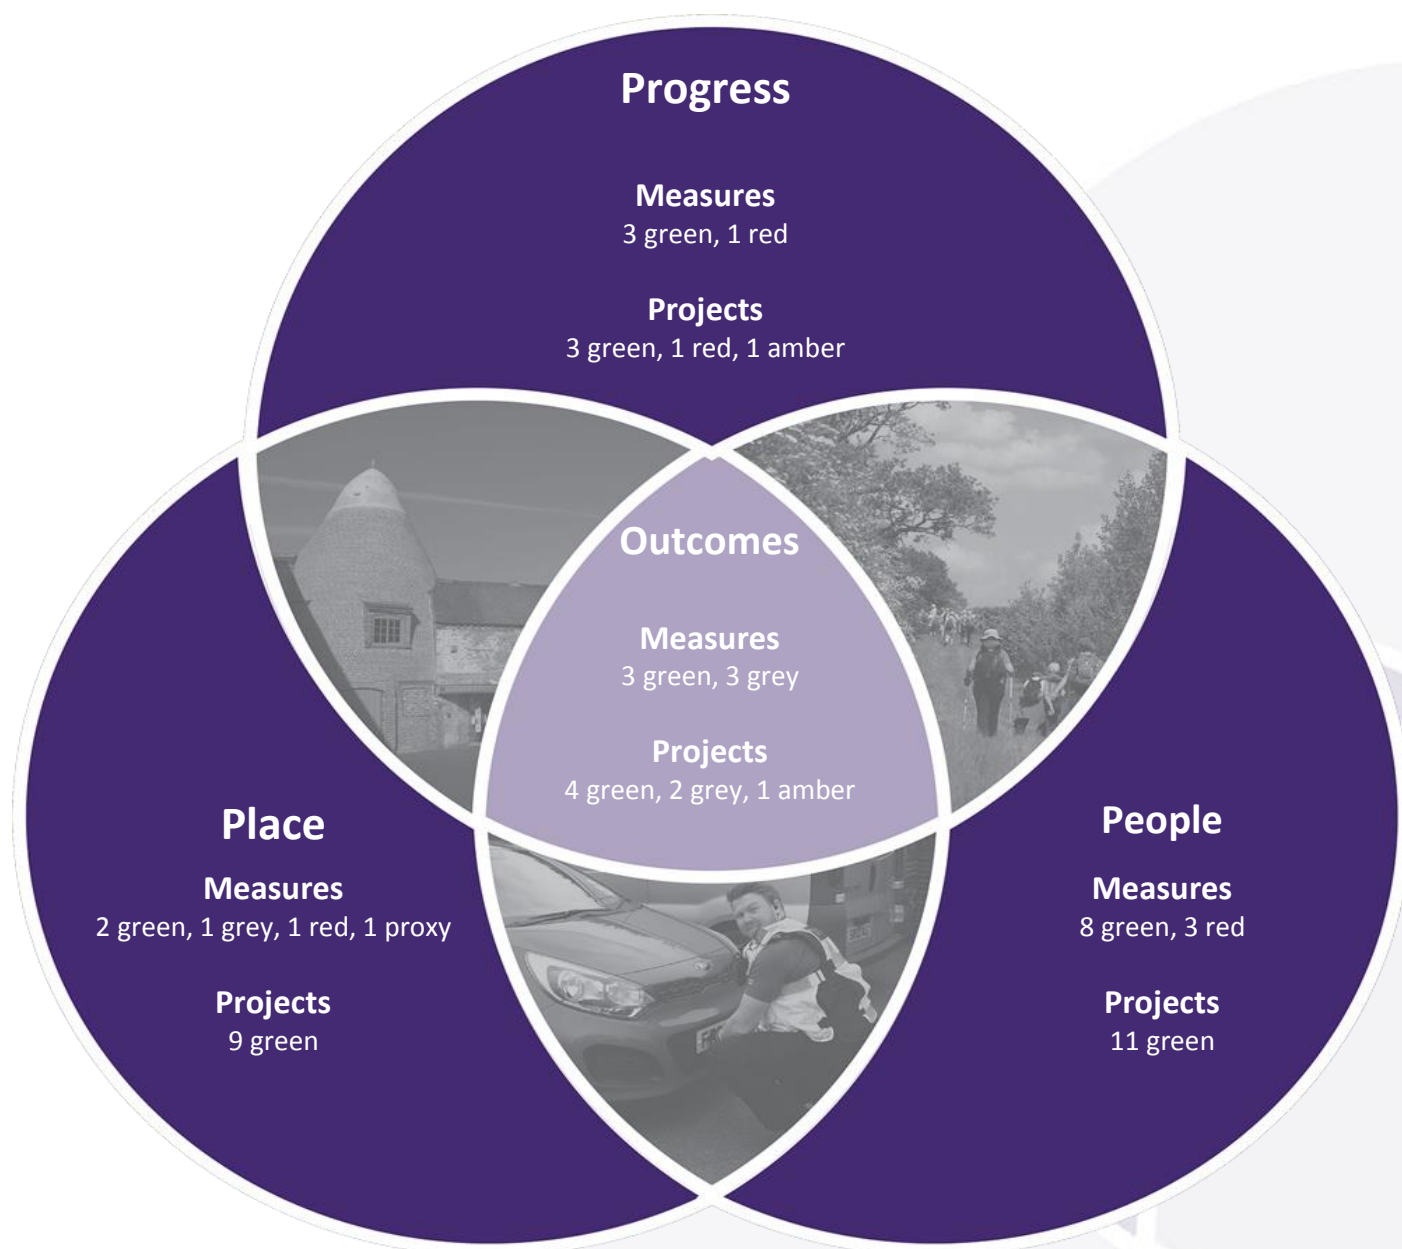 Progress
Measures
3 green, 1 red
Projects
3 green, 1 red, 1 amber
Outcomes
Measures
3 green, 3 grey
Projects
4 green, 2 grey, 1 amber
Place
Measures
2 green, 1 grey, 1 red, 1 proxy
Projects
9 green
People
Measures
8 green, 3 red
Projects
11 green